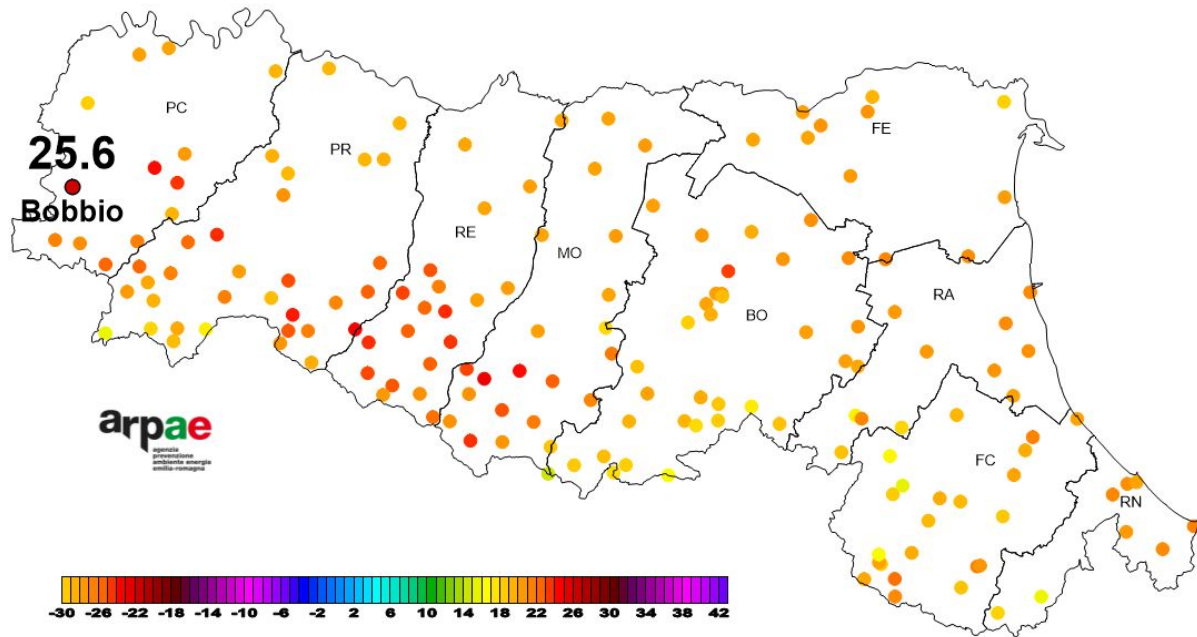 PC
FE
25.6
PR
Bobbio
RE
MO
RA
BO
arpae
agenzia
prevenzione
ambiente energia
emilia-romagna
FC
RN
-30 -26 -22 -18 -14 -10 -6 -2 2 6 10 14 18 22 26 30 34 38 42